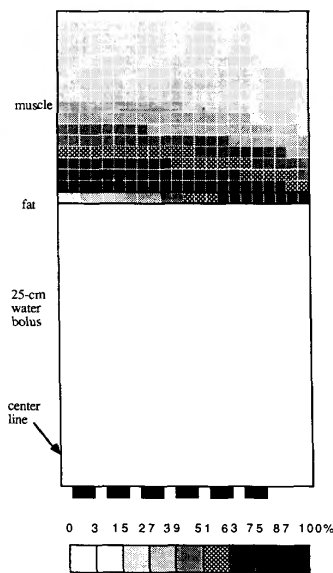 muscle
fat
25-cm
water
bolus
center
line
0 3 15 27 39 51 63 75 87 100%